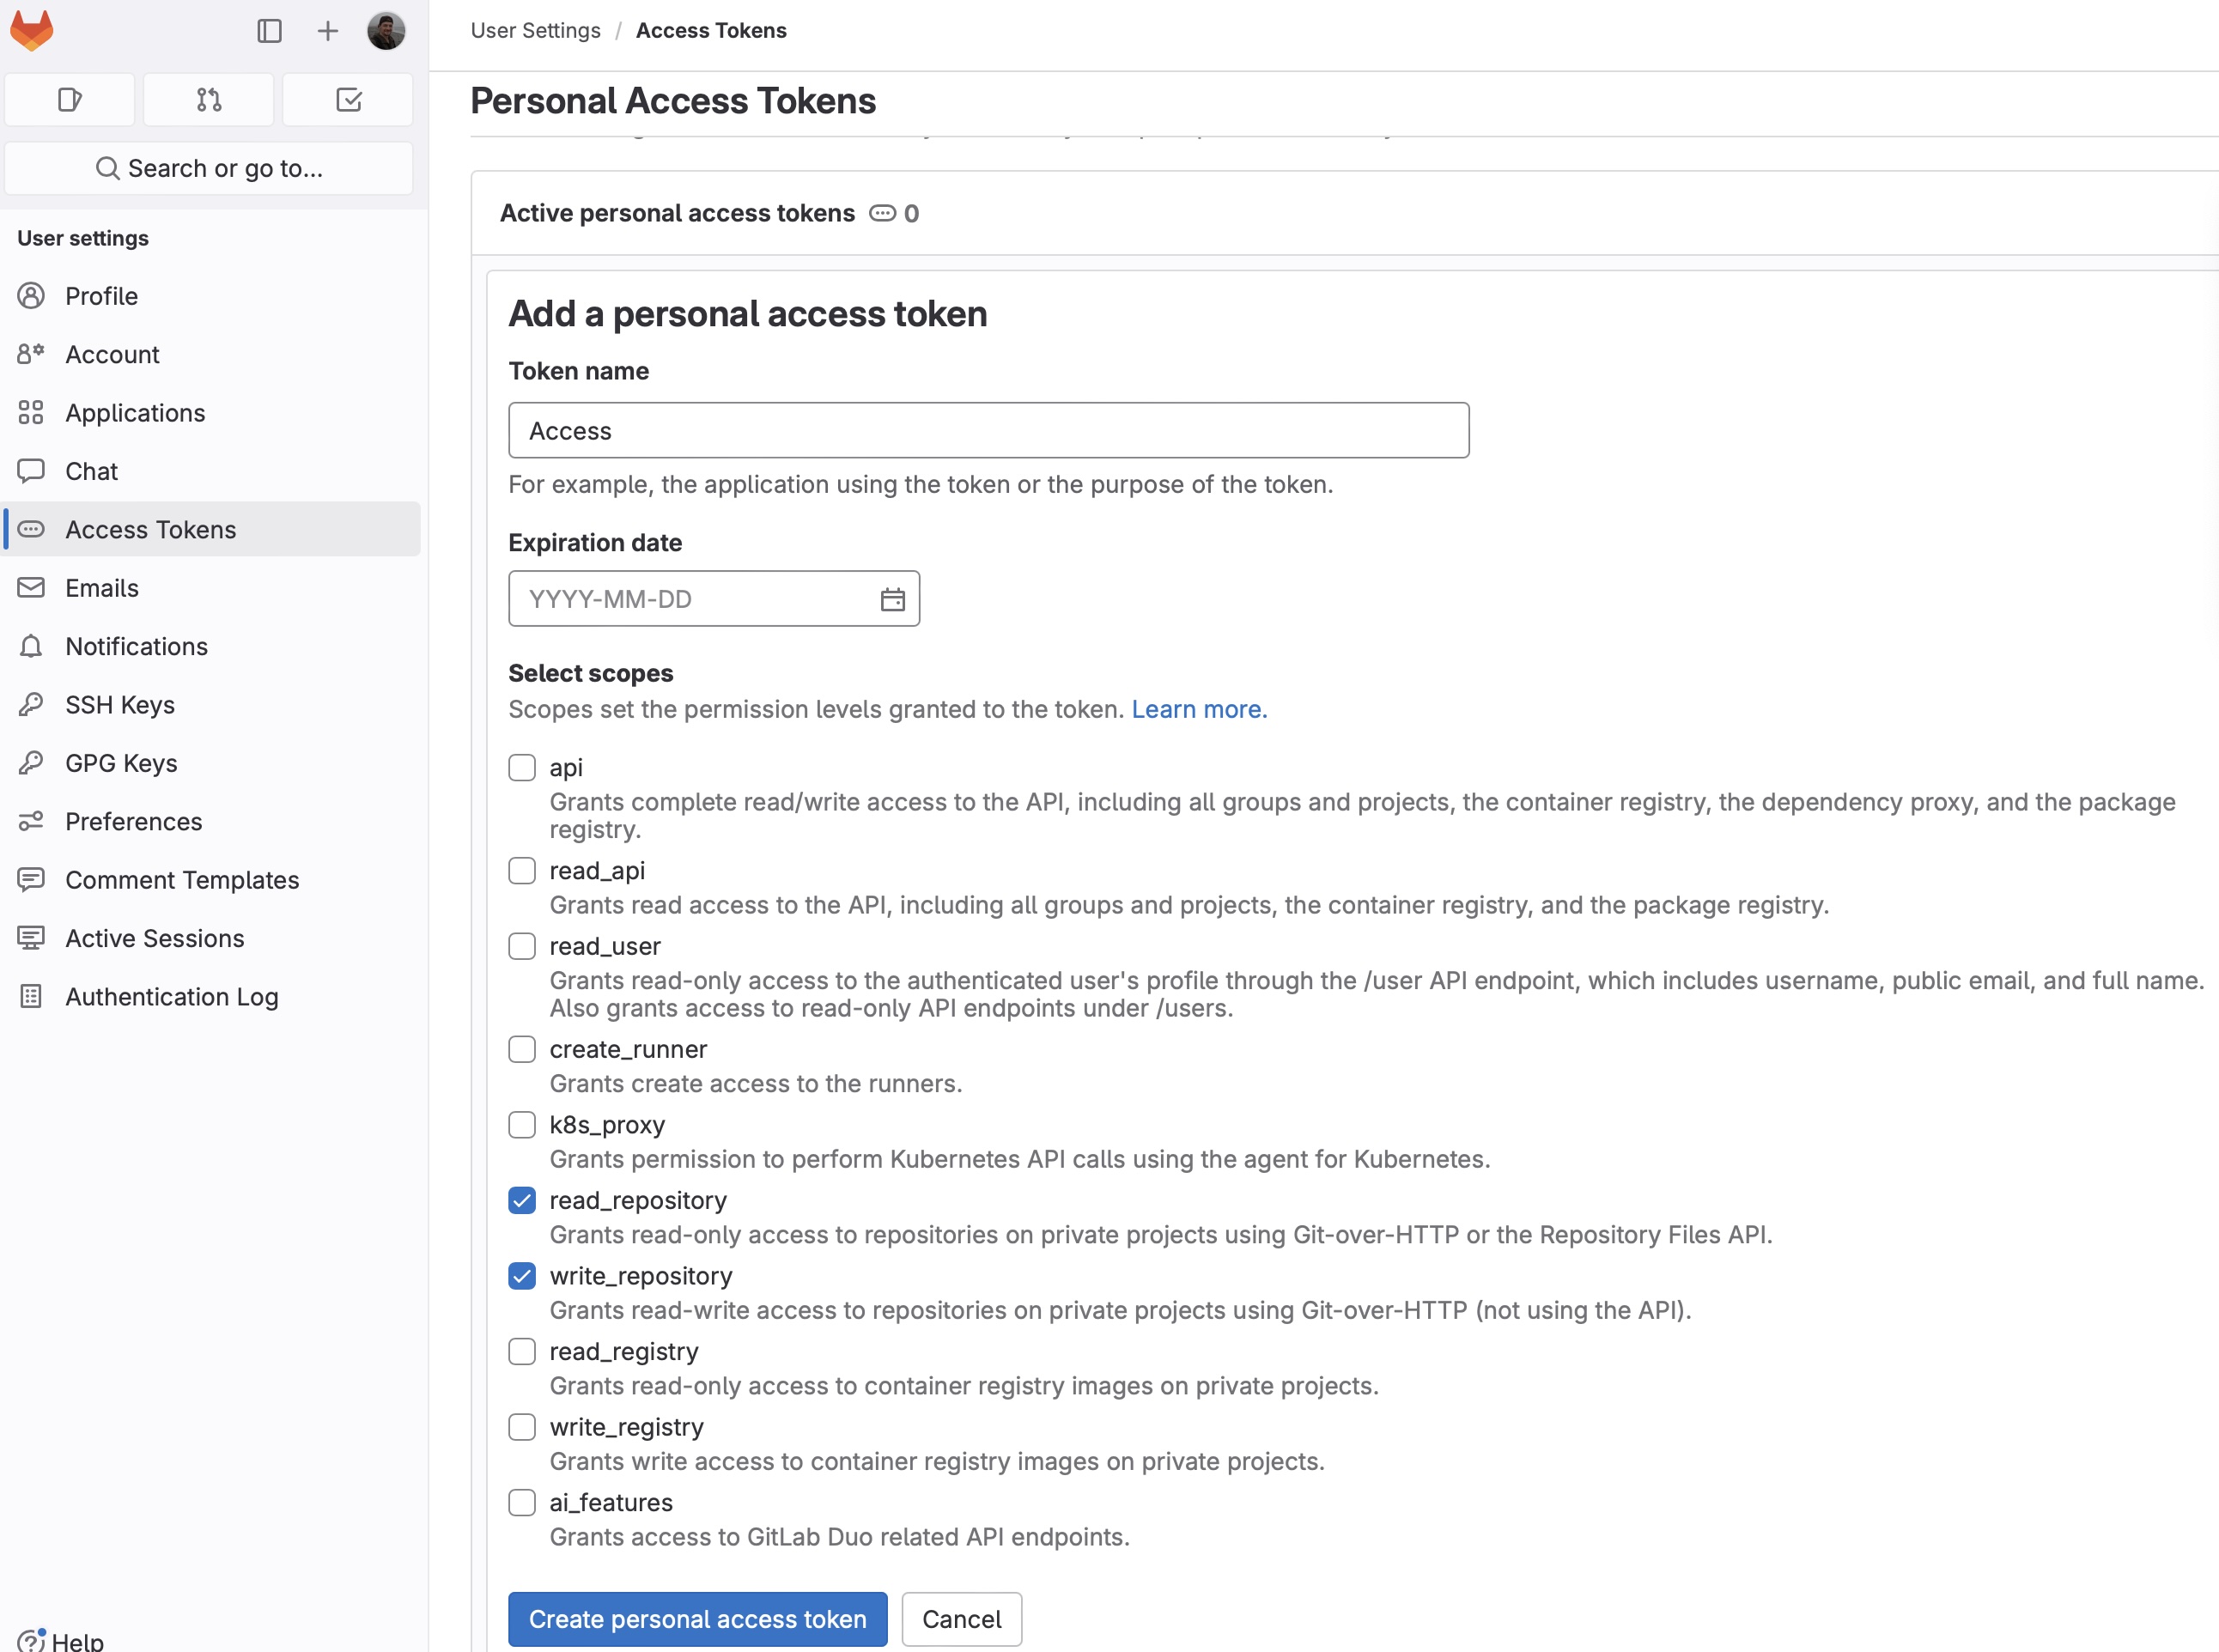 User Settings / Access Tokens
Personal Access Tokens
Search or go to...
User settings
Profile
Account
Applications
Chat
Access Tokens
Emails
Notifications
SSH Keys
GPG Keys
Preferences
Comment Templates
Active Sessions
Authentication Log
Help
Active personal access tokens 0
Add a personal access token
Token name
Access
For example, the application using the token or the purpose of the token.
Expiration date
YYYY-MM-DD
Select scopes
Scopes set the permission levels granted to the token. Learn more.
api
Grants complete read/write access to the API, including all groups and projects, the container registry, the dependency proxy, and the package
registry.
read_api
Grants read access to the API, including all groups and projects, the container registry, and the package registry.
read_user
Grants read-only access to the authenticated user's profile through the /user API endpoint, which includes username, public email, and full name.
Also grants access to read-only API endpoints under /users.
create_runner
Grants create access to the runners.
k8s_proxy
Grants permission to perform Kubernetes API calls using the agent for Kubernetes.
read_repository
Grants read-only access to repositories on private projects using Git-over-HTTP or the Repository Files API.
write_repository
Grants read-write access to repositories on private projects using Git-over-HTTP (not using the API).
read_registry
Grants read-only access to container registry images on private projects.
write_registry
Grants write access to container registry images on private projects.
ai_features
Grants access to GitLab Duo related API endpoints.
Create personal access token
Cancel